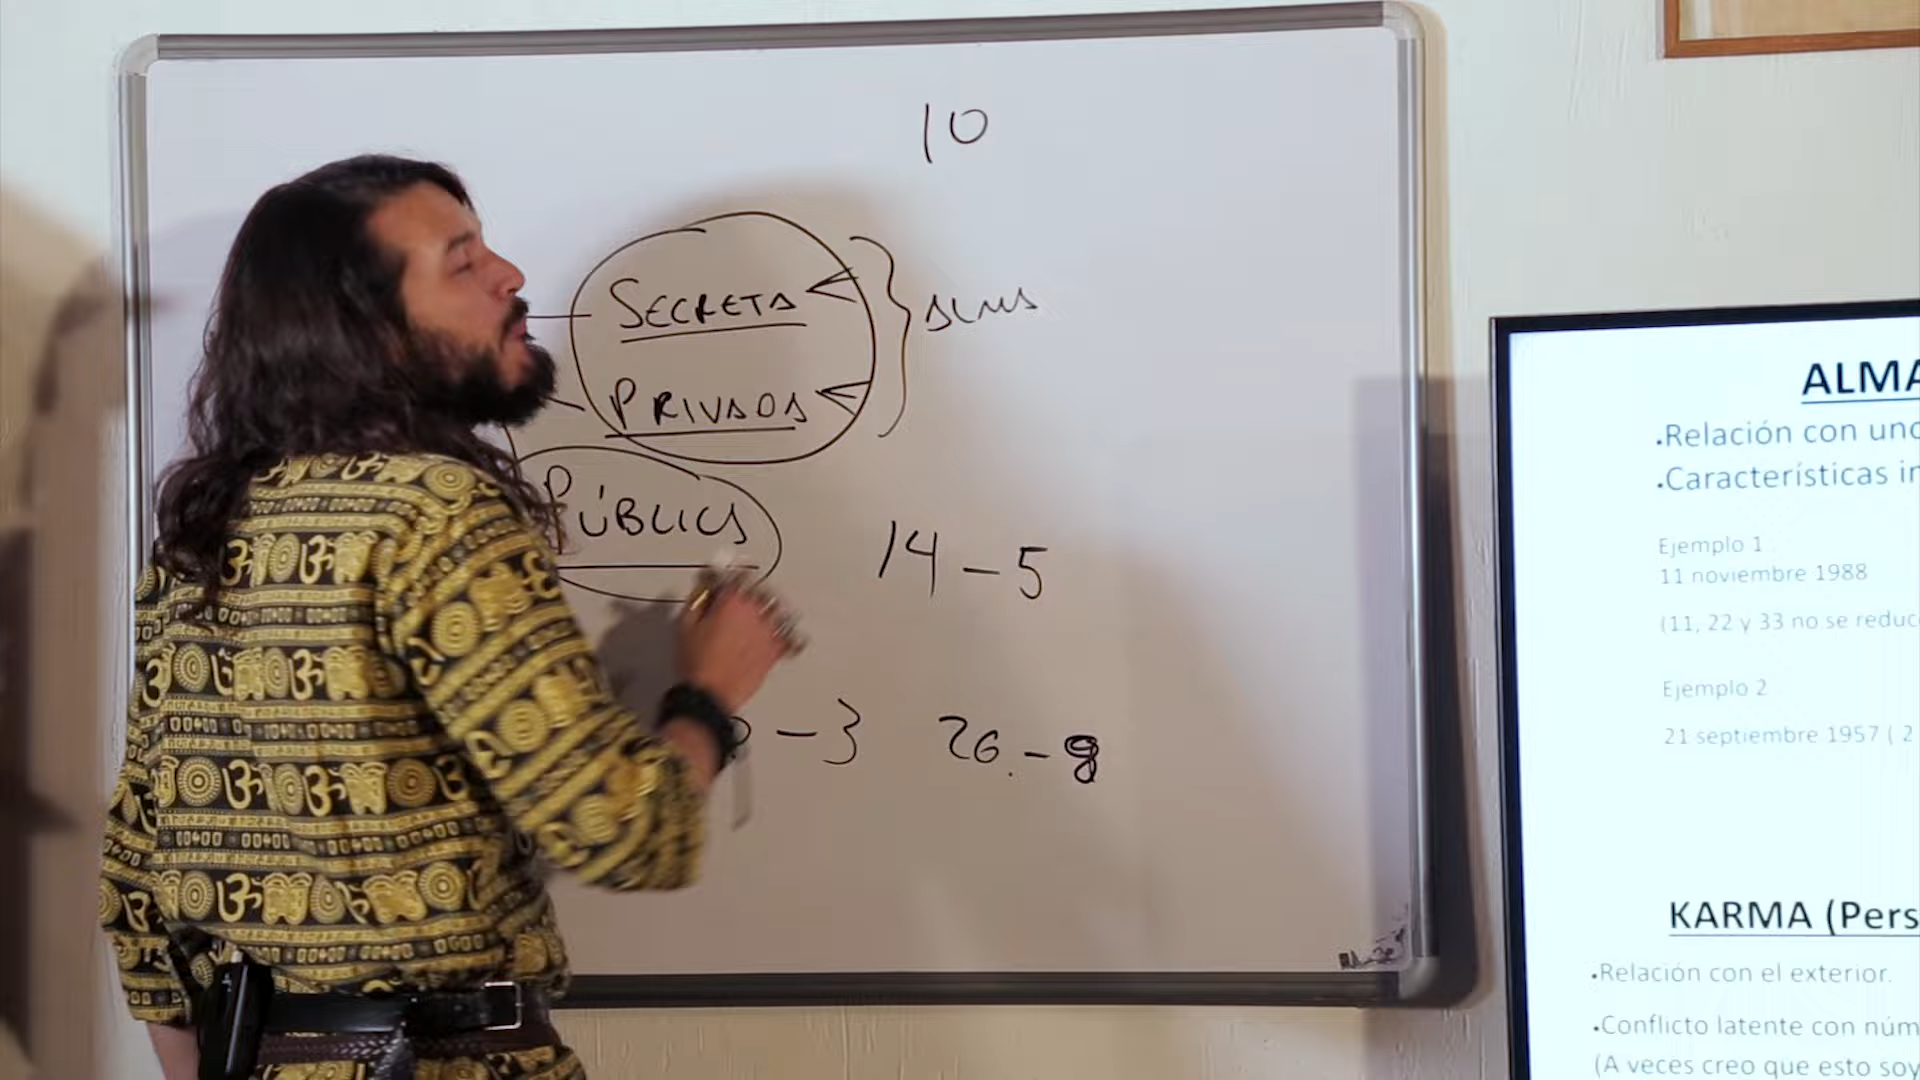 10
SECRETA
PRIVADA
PÚBLICA
14-5
-3 26.-8
ALMA
.Relación con uno
.Características in
Ejemplo 1
11 noviembre 1988
(11, 22 y 33 no se reduc
Ejemplo 2
21 septiembre 1957 ( 2
KARMA (Pers
.Relación con el exterior.
.Conflicto latente con núm
(A veces creo que esto soy